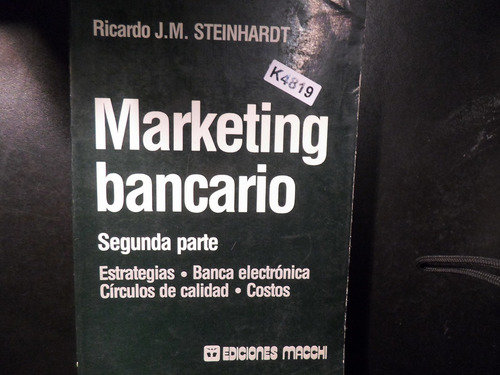 Ricardo J.M. STEINHARDT
K4819
Marketing
bancario
Segunda parte
Estrategias • Banca electrónica
Círculos de calidad • Costos
EDICIONES MACCHI